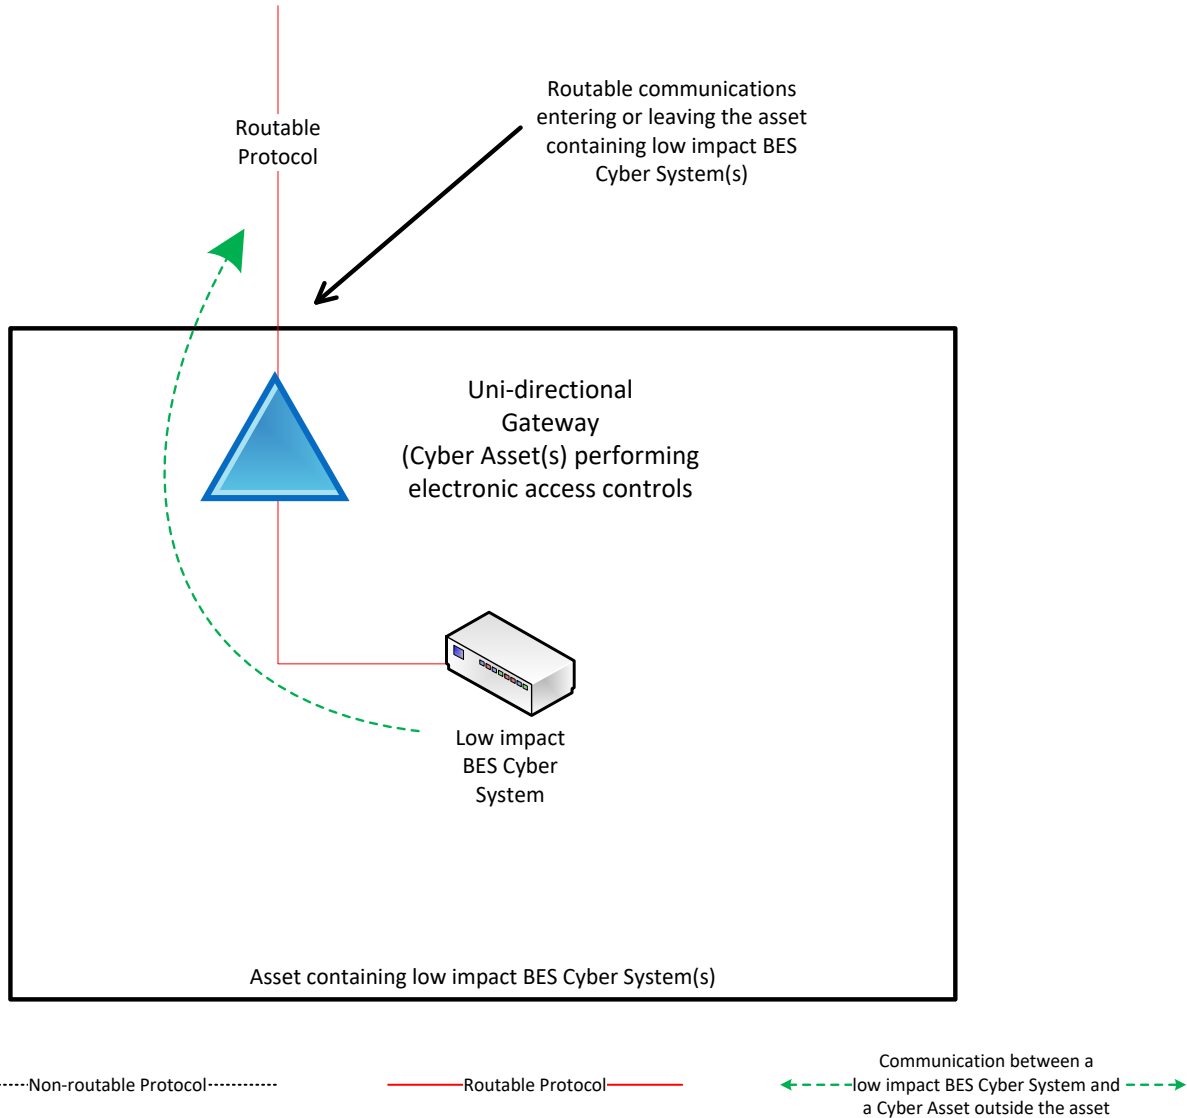 Routable communications
entering or leaving the asset
containing low impact BES
Cyber System(s)
Routable
Protocol
Uni-directional
Gateway
(Cyber Asset(s) performing
electronic access controls
Low impact
BES Cyber
System
Asset containing low impact BES Cyber System(s)
Non-routable Protocol
Routable Protocol
Communication between a
low impact BES Cyber System and
a Cyber Asset outside the asset